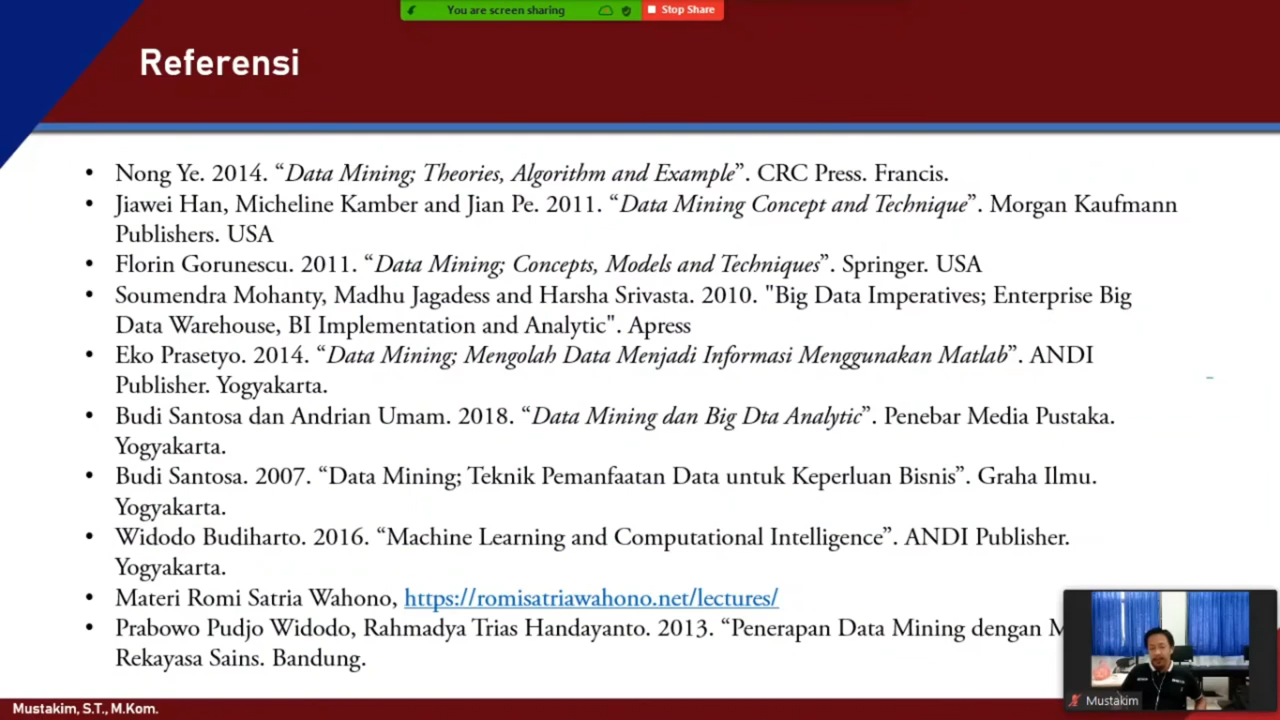 You are screen sharing
Stop Share
Referensi
• Nong Ye. 2014. “Data Mining; Theories, Algorithm and Example”. CRC Press. Francis.
• Jiawei Han, Micheline Kamber and Jian Pe. 2011. “Data Mining Concept and Technique”. Morgan Kaufmann
Publishers. USA
• Florin Gorunescu. 2011. “Data Mining; Concepts, Models and Techniques”. Springer. USA
• Soumendra Mohanty, Madhu Jagadess and Harsha Srivasta. 2010. "Big Data Imperatives; Enterprise Big
Data Warehouse, BI Implementation and Analytic". Apress
• Eko Prasetyo. 2014. “Data Mining; Mengolah Data Menjadi Informasi Menggunakan Matlab”. ANDI
Publisher. Yogyakarta.
• Budi Santosa dan Andrian Umam. 2018. “Data Mining dan Big Dta Analytic”. Penebar Media Pustaka.
Yogyakarta.
• Budi Santosa. 2007. “Data Mining; Teknik Pemanfaatan Data untuk Keperluan Bisnis”. Graha Ilmu.
Yogyakarta.
• Widodo Budiharto. 2016. “Machine Learning and Computational Intelligence”. ANDI Publisher.
Yogyakarta.
• Materi Romi Satria Wahono, https://romisatriawahono.net/lectures/
• Prabowo Pudjo Widodo, Rahmadya Trias Handayanto. 2013. “Penerapan Data Mining dengan
Rekayasa Sains. Bandung.
Mustakim
Mustakim, S.T., M.Kom.